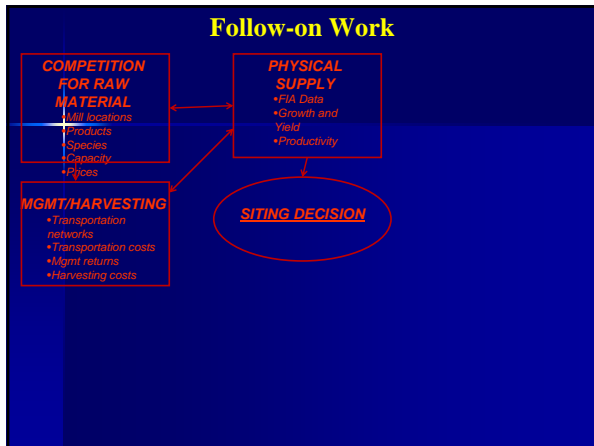 Follow-on Work
COMPETITION
FOR RAW
MATERIAL
•Mill locations
•Products
•Species
•Capacity
•Prices
PHYSICAL
SUPPLY
•FIA Data
•Growth and
Yield
•Productivity
MGMT/HARVESTING
•Transportation
networks
•Transportation costs
•Mgmt returns
•Harvesting costs
SITING DECISION